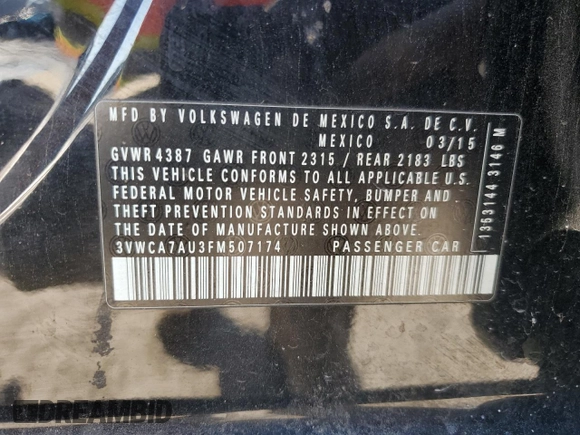 MFD BY VOLKSWAGEN DE MEXICO S.A. DE C.V.
MEXICO 03/15
GVWR 4387 GAWR FRONT 2315 / REAR 2183 LBS
THIS VEHICLE CONFORMS TO ALL APPLICABLE U.S.
FEDERAL MOTOR VEHICLE SAFETY, BUMPER AND
THEFT PREVENTION STANDARDS IN EFFECT ON
THE DATE OF MANUFACTURE SHOWN ABOVE.
3VWCA7AU3FM507174 PASSENGER CAR
1363144 3146 M
DREAMBID